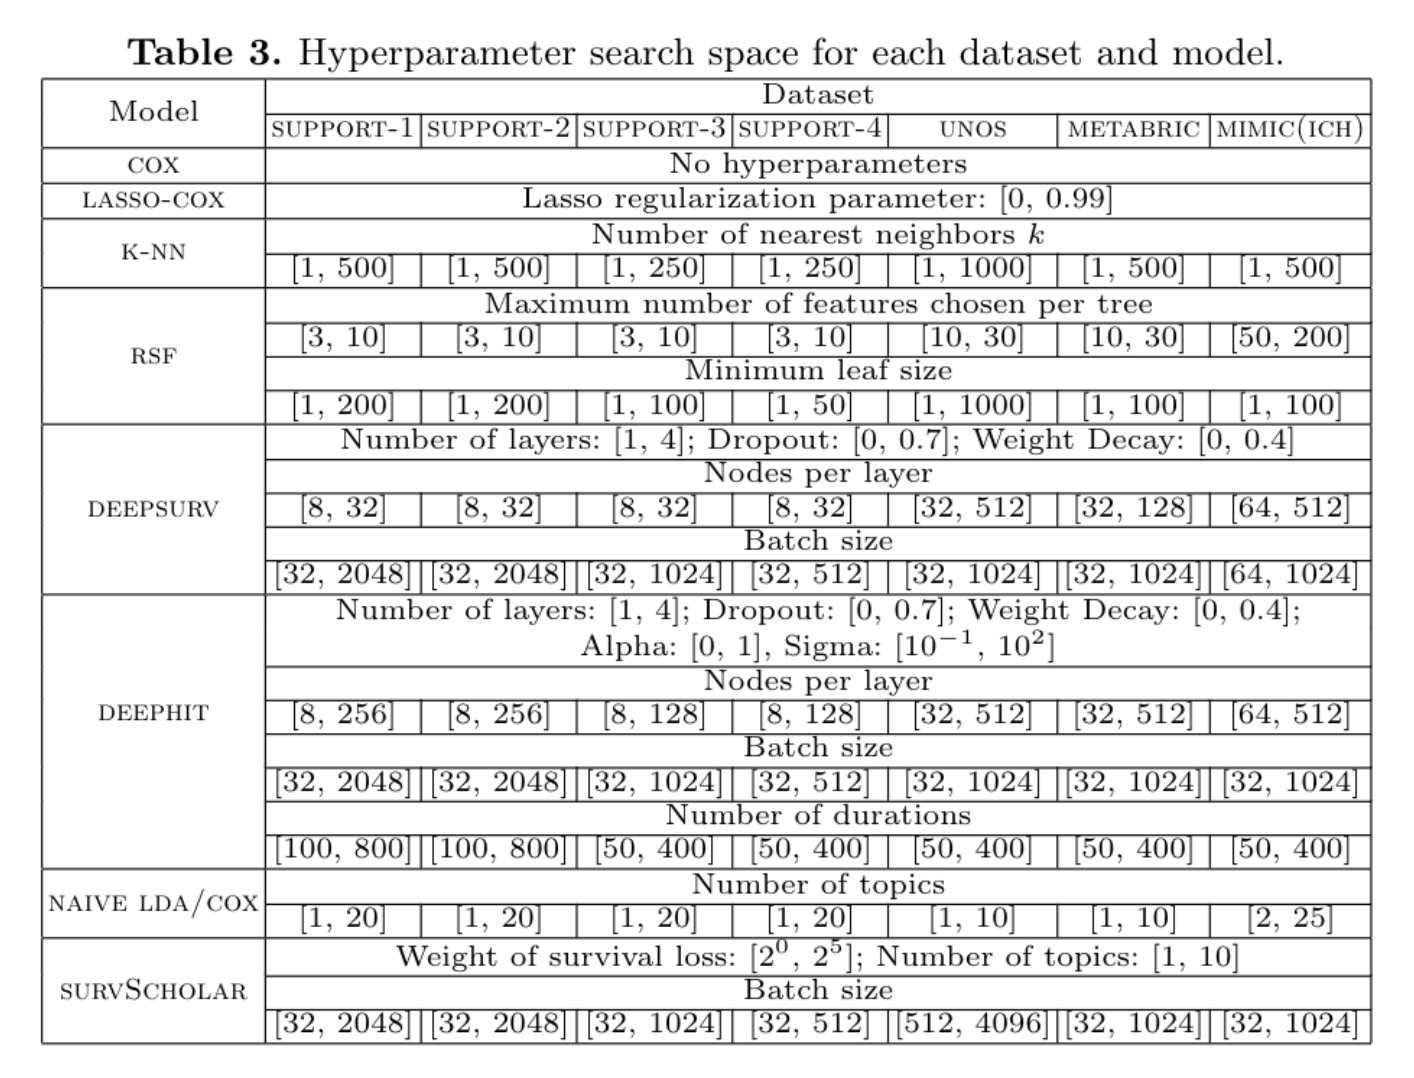 Table 3. Hyperparameter search space for each dataset and model.
Model
Dataset
SUPPORT-1 SUPPORT-2 SUPPORT-3 SUPPORT-4 UNOS METABRIC MIMIC(ICH)
COX
No hyperparameters
LASSO-COX
Lasso regularization parameter: [0, 0.99]
K-NN
Number of nearest neighbors k
[1, 500] [1, 500] [1, 250] [1, 250] [1, 1000] [1, 500] [1, 500]
RSF
Maximum number of features chosen per tree
[3, 10] [3, 10] [3, 10] [3, 10] [10, 30] [10, 30] [50, 200]
Minimum leaf size
[1, 200] [1, 200] [1, 100] [1, 50] [1, 1000] [1, 100] [1, 100]
DEEPSURV
Number of layers: [1, 4]; Dropout: [0, 0.7]; Weight Decay: [0, 0.4]
Nodes per layer
[8, 32] [8, 32] [8, 32] [8, 32] [32, 512] [32, 128] [64, 512]
Batch size
[32, 2048] [32, 2048] [32, 1024] [32, 512] [32, 1024] [32, 1024] [64, 1024]
DEEPHIT
Number of layers: [1, 4]; Dropout: [0, 0.7]; Weight Decay: [0, 0.4];
Alpha: [0, 1], Sigma: [10⁻¹, 10²]
Nodes per layer
[8, 256] [8, 256] [8, 128] [8, 128] [32, 512] [32, 512] [64, 512]
Batch size
[32, 2048] [32, 2048] [32, 1024] [32, 512] [32, 1024] [32, 1024] [32, 1024]
Number of durations
[100, 800] [100, 800] [50, 400] [50, 400] [50, 400] [50, 400] [50, 400]
NAIVE LDA/COX
Number of topics
[1, 20] [1, 20] [1, 20] [1, 20] [1, 10] [1, 10] [2, 25]
SURVSCHOLAR
Weight of survival loss: [2⁰, 2⁵]; Number of topics: [1, 10]
Batch size
[32, 2048] [32, 2048] [32, 1024] [32, 512] [512, 4096] [32, 1024] [32, 1024]